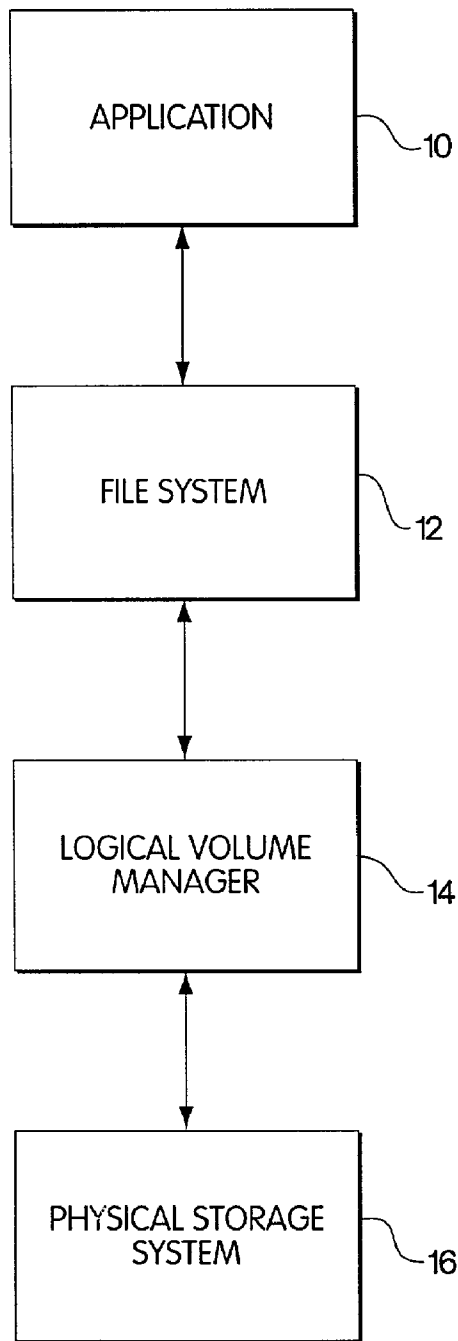 APPLICATION
10
FILE SYSTEM
12
LOGICAL VOLUME
MANAGER
14
PHYSICAL STORAGE
SYSTEM
16